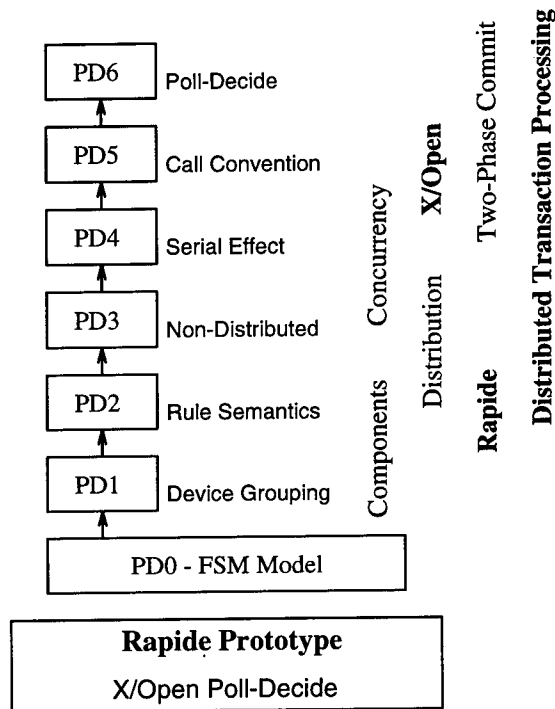 PD6 Poll-Decide
PD5 Call Convention
PD4 Serial Effect
PD3 Non-Distributed
PD2 Rule Semantics
PD1 Device Grouping
PD0 - FSM Model
Components
Concurrency
Distribution
X/Open
Rapide
Two-Phase Commit
Distributed Transaction Processing
Rapide Prototype
X/Open Poll-Decide